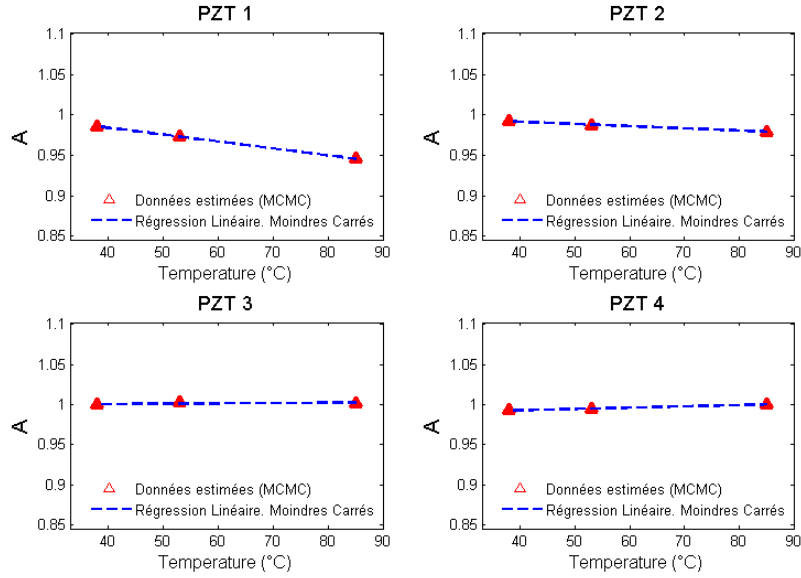 PZT 1
1.1
1.05
1
0.95
0.9
0.85
A
Données estimées (MCMC)
Régression Linéaire. Moindres Carrés
40 50 60 70 80 90
Temperature (°C)
PZT 2
1.1
1.05
1
0.95
0.9
0.85
A
Données estimées (MCMC)
Régression Linéaire. Moindres Carrés
40 50 60 70 80 90
Temperature (°C)
PZT 3
1.1
1.05
1
0.95
0.9
0.85
A
Données estimées (MCMC)
Régression Linéaire. Moindres Carrés
40 50 60 70 80 90
Temperature (°C)
PZT 4
1.1
1.05
1
0.95
0.9
0.85
A
Données estimées (MCMC)
Régression Linéaire. Moindres Carrés
40 50 60 70 80 90
Temperature (°C)